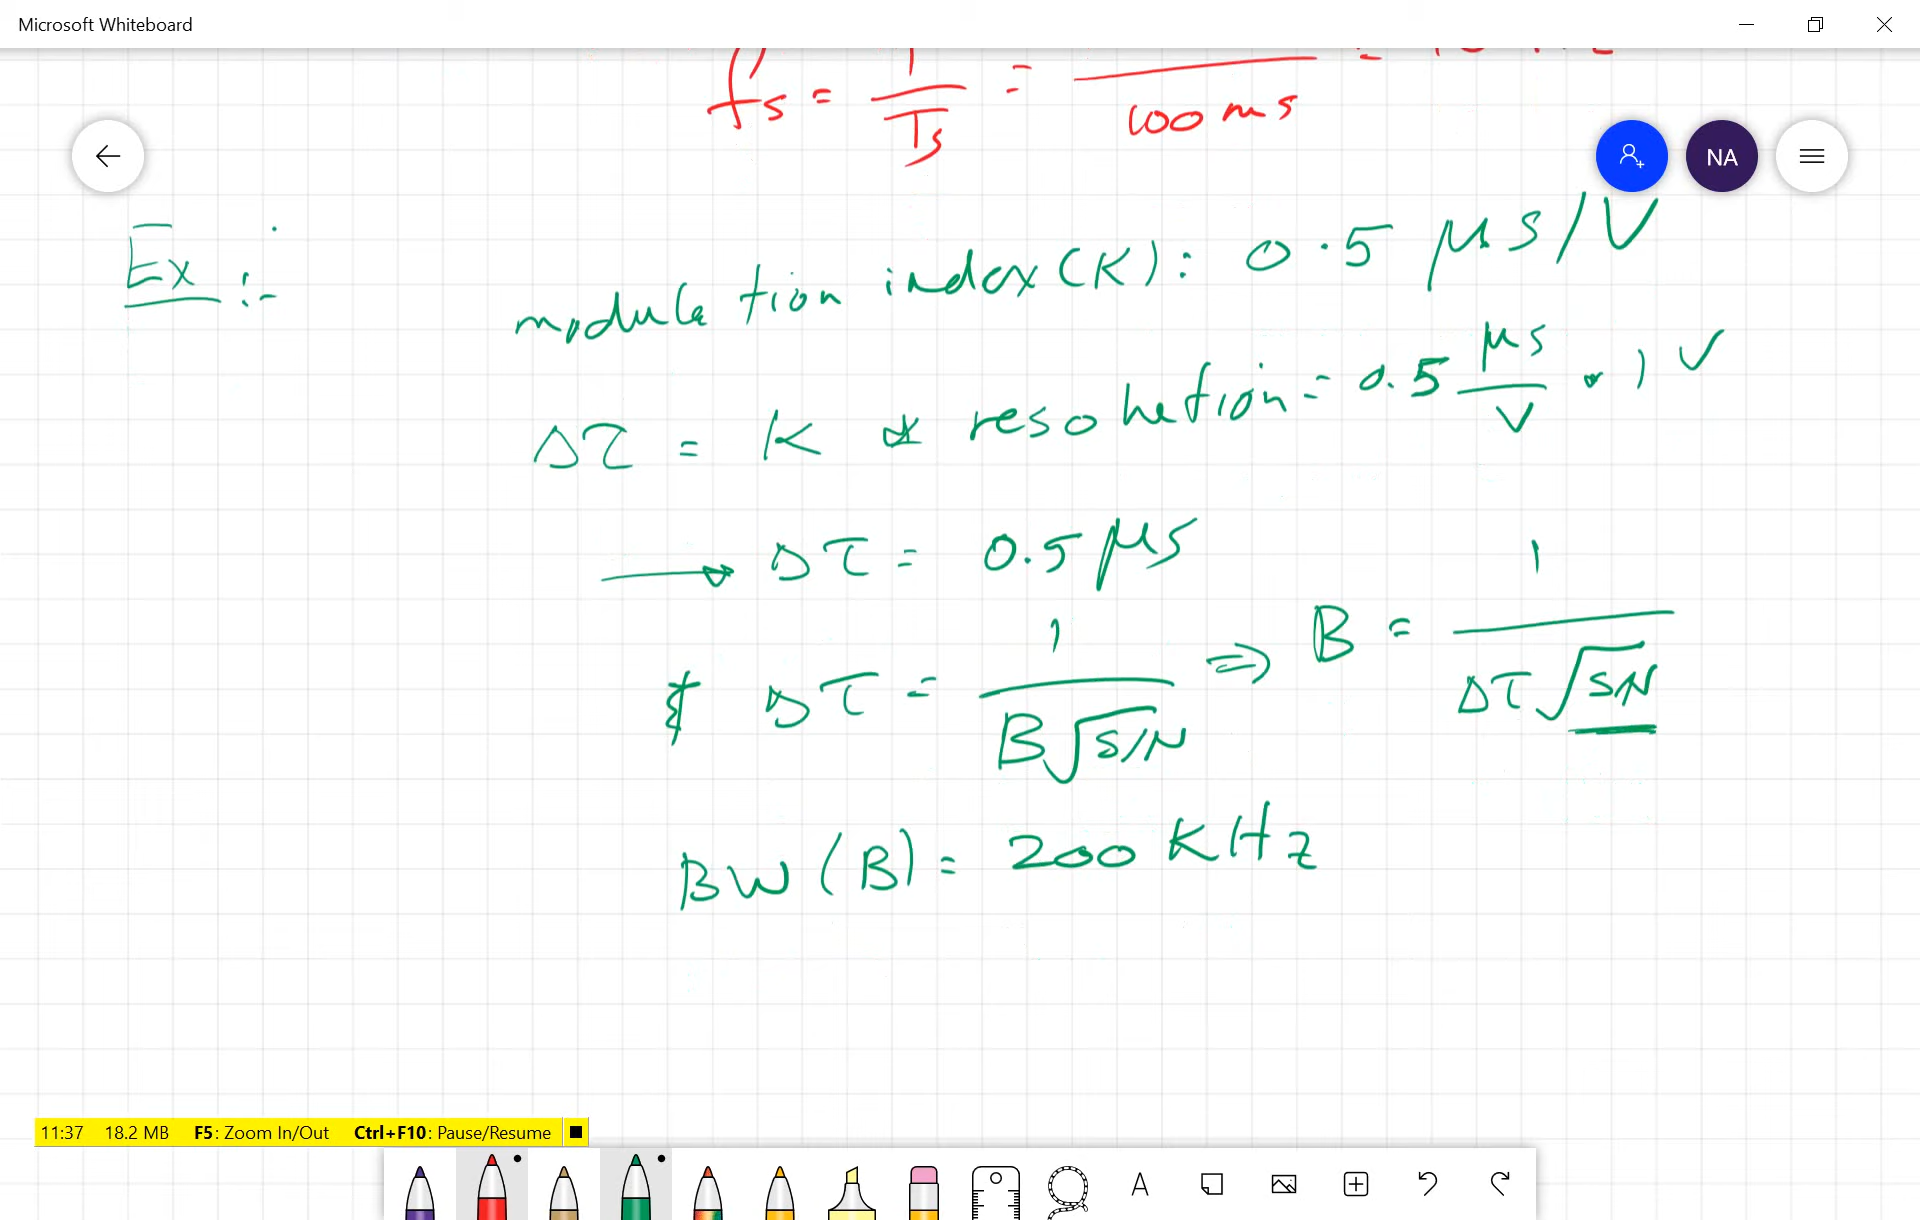 Microsoft Whiteboard
fs = 1/Ts = 100 ms
NA
Ex :-
modulation index (K) : 0.5 μs/V
Δτ = K * resolution = 0.5 μs/V * 1 V
→ Δτ = 0.5 μs
& Δτ = 1/(B√S/N) ⇒ B = 1/(Δτ√SN)
BW (B) = 200 KHz
11:37 18.2 MB F5: Zoom In/Out Ctrl+F10: Pause/Resume
A